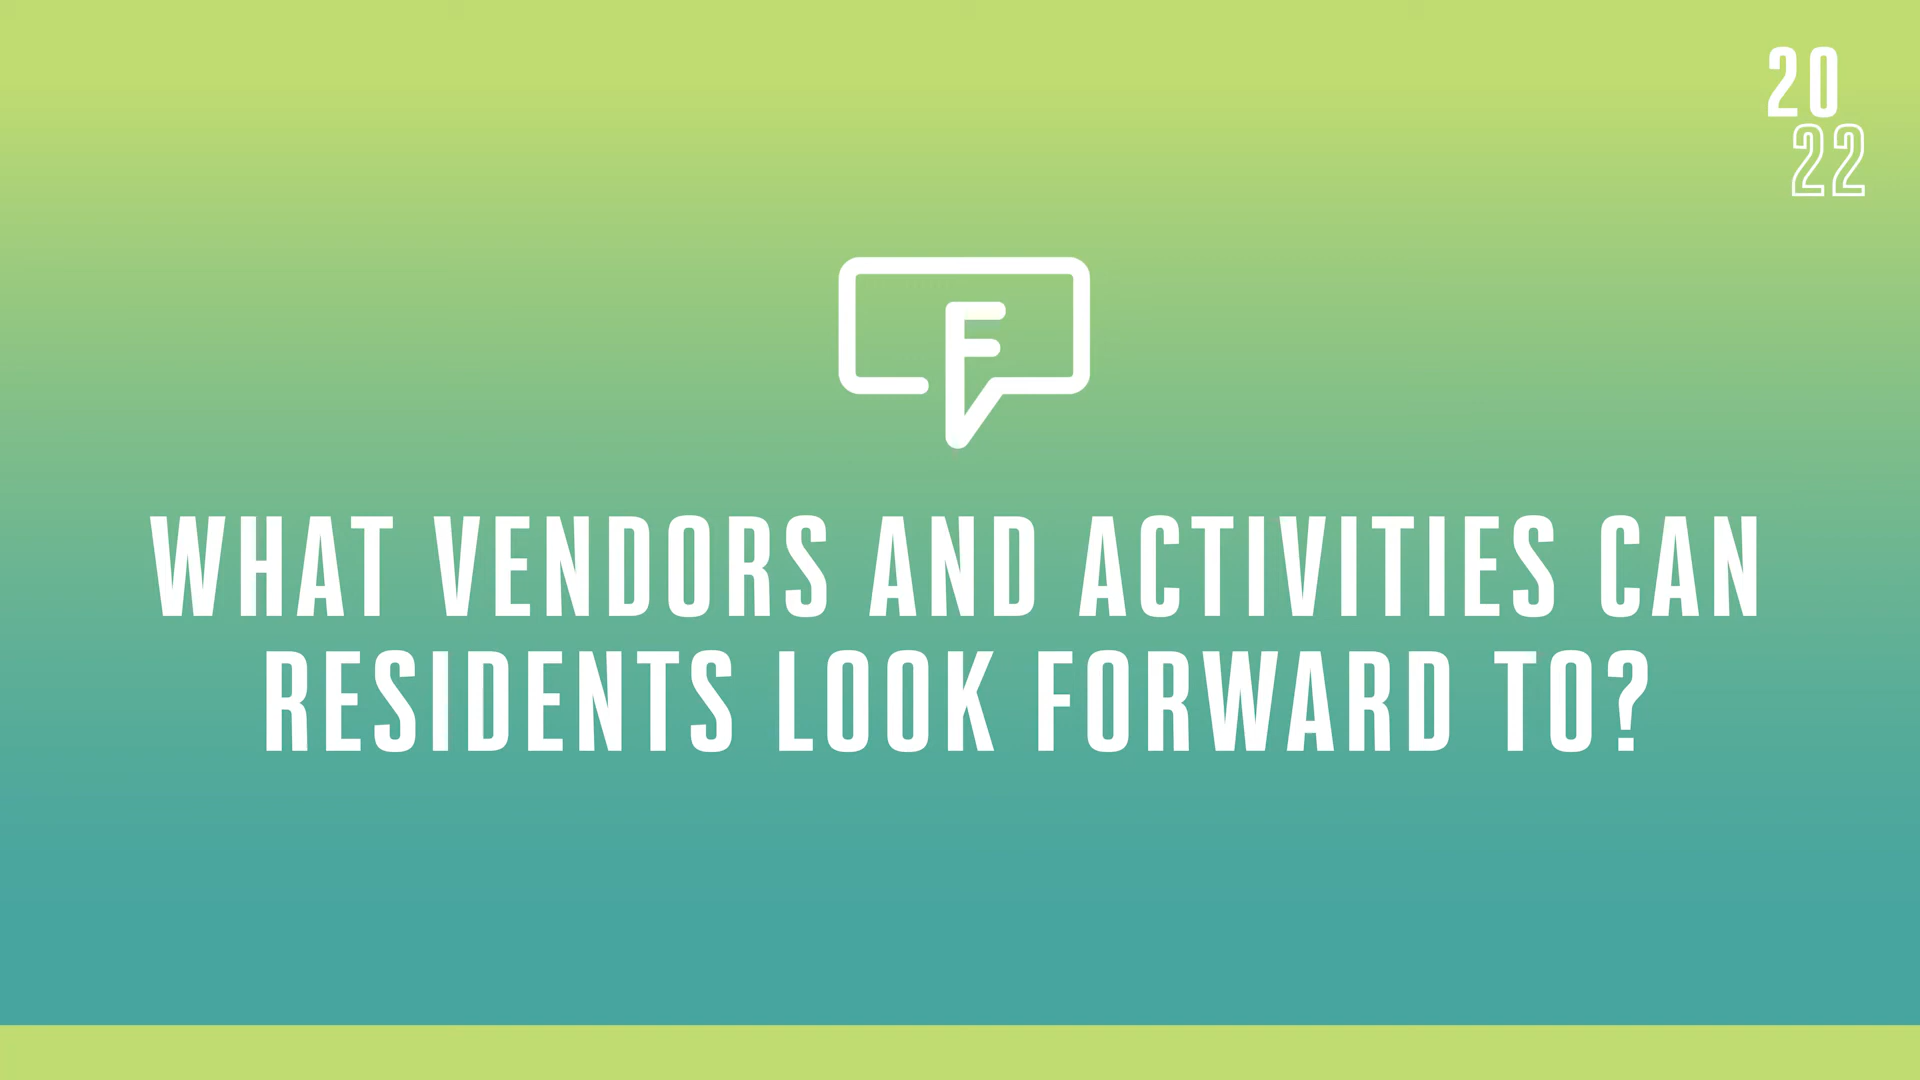 20
22
F
WHAT VENDORS AND ACTIVITIES CAN
RESIDENTS LOOK FORWARD TO?